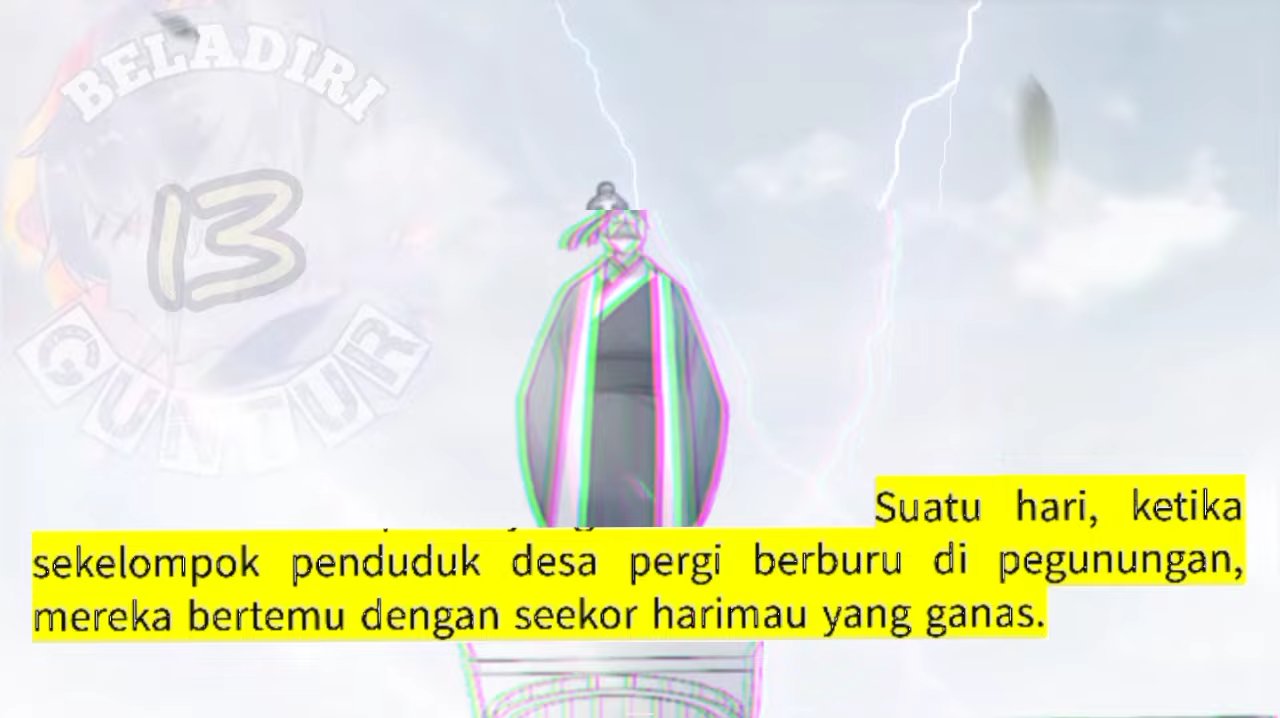 BELADIRI
13
GUNTUR
Suatu hari, ketika
sekelompok penduduk desa pergi berburu di pegunungan,
mereka bertemu dengan seekor harimau yang ganas.